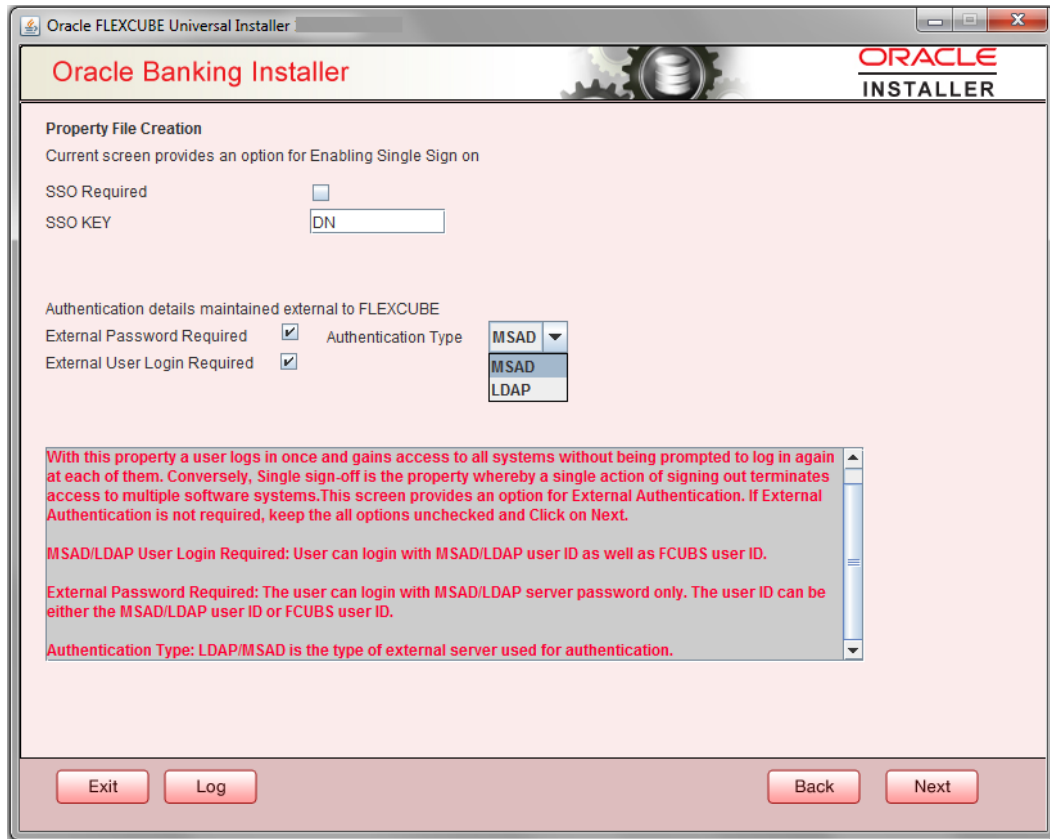 Oracle FLEXCUBE Universal Installer
Oracle Banking Installer
ORACLE
INSTALLER
Property File Creation
Current screen provides an option for Enabling Single Sign on
SSO Required
SSO KEY DN
Authentication details maintained external to FLEXCUBE
External Password Required Authentication Type MSAD
External User Login Required
MSAD
LDAP
With this property a user logs in once and gains access to all systems without being prompted to log in again
at each of them. Conversely, Single sign-off is the property whereby a single action of signing out terminates
access to multiple software systems.This screen provides an option for External Authentication. If External
Authentication is not required, keep the all options unchecked and Click on Next.
MSAD/LDAP User Login Required: User can login with MSAD/LDAP user ID as well as FCUBS user ID.
External Password Required: The user can login with MSAD/LDAP server password only. The user ID can be
either the MSAD/LDAP user ID or FCUBS user ID.
Authentication Type: LDAP/MSAD is the type of external server used for authentication.
Exit Log Back Next